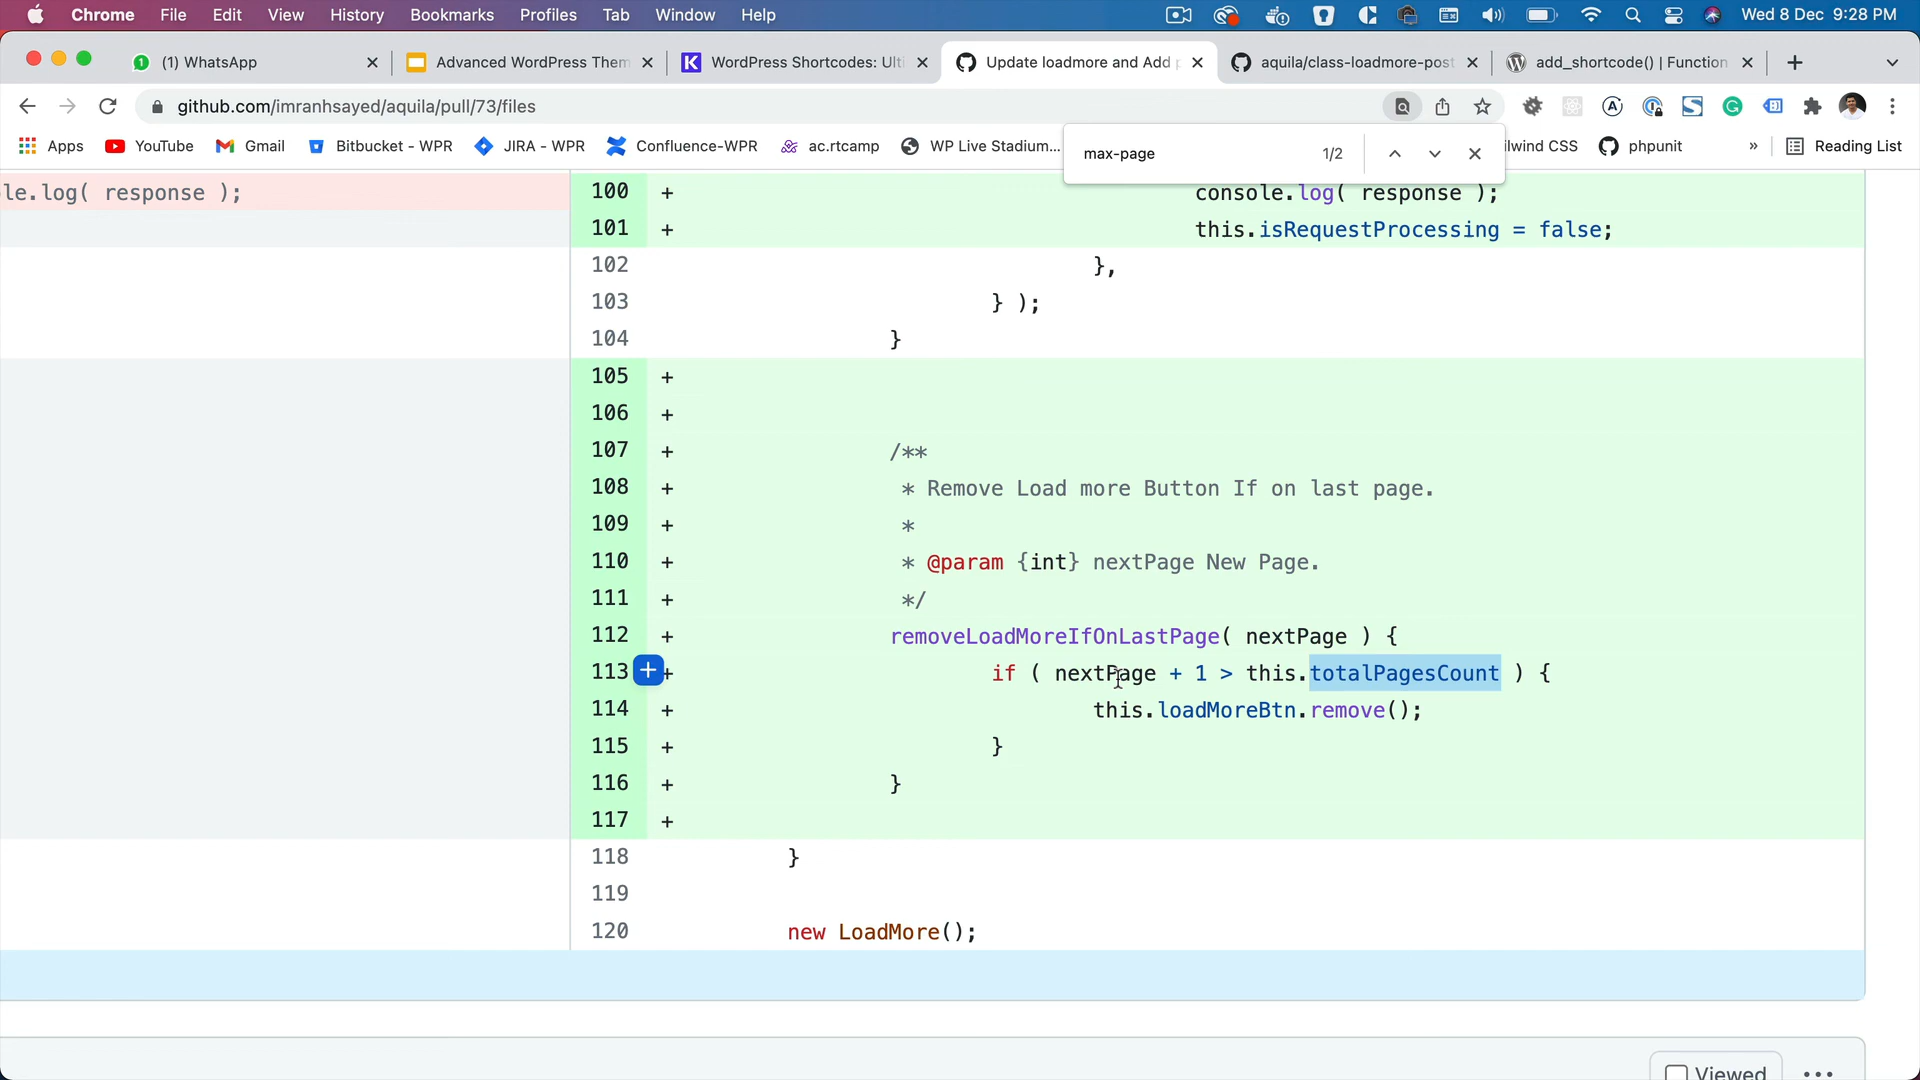 Chrome File Edit View History Bookmarks Profiles Tab Window Help Wed 8 Dec 9:28 PM
(1) WhatsApp
Advanced WordPress Them
WordPress Shortcodes: Ulti
Update loadmore and Add p
aquila/class-loadmore-post
add_shortcode() | Function
github.com/imranhsayed/aquila/pull/73/files
Apps YouTube Gmail Bitbucket - WPR JIRA - WPR Confluence-WPR ac.rtcamp WP Live Stadium... ilwind CSS phpunit » Reading List
max-page 1/2
le.log( response );
100 + console.log( response );
101 + this.isRequestProcessing = false;
102 },
103 } );
104 }
105 +
106 +
107 + /**
108 + * Remove Load more Button If on last page.
109 + *
110 + * @param {int} nextPage New Page.
111 + */
112 + removeLoadMoreIfOnLastPage( nextPage ) {
113 + if ( nextPage + 1 > this.totalPagesCount ) {
114 + this.loadMoreBtn.remove();
115 + }
116 + }
117 +
118 }
119
120 new LoadMore();
Viewed